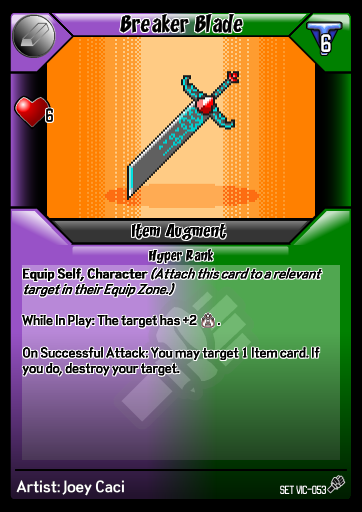 Breaker Blade
6
6
Item Augment
Hyper Rank
Equip Self, Character (Attach this card to a relevant
target in their Equip Zone.)
While In Play: The target has +2 .
On Successful Attack: You may target 1 Item card. If
you do, destroy your target.
Artist: Joey Caci
SET VIC-053